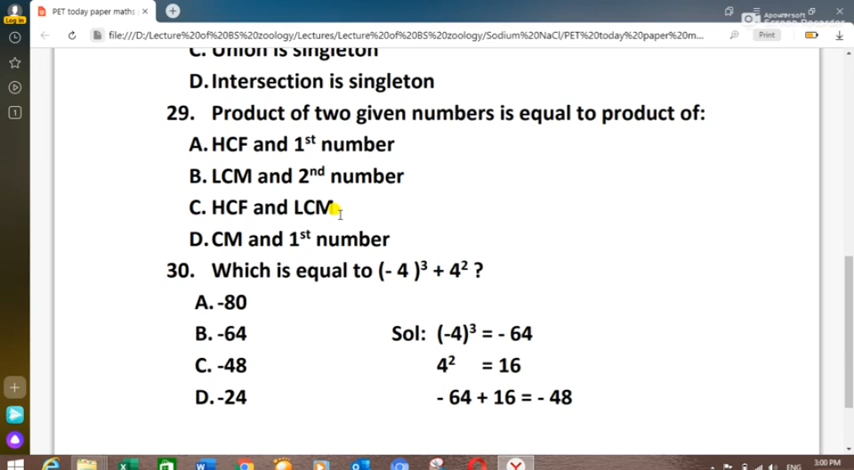 PET today paper maths
Apowersoft
Screen Recorder
Log in
file:///D:/Lecture%20of%20BS%20zoology/Lectures/Lecture%20of%20BS%20zoology/Sodium%20NaCl/PET%20today%20paper%20m...
Print
C. Union is singleton
D. Intersection is singleton
29. Product of two given numbers is equal to product of:
A. HCF and 1st number
B. LCM and 2nd number
C. HCF and LCM
D. CM and 1st number
30. Which is equal to (- 4 )³ + 4² ?
A. -80
B. -64 Sol: (-4)³ = - 64
C. -48 4² = 16
D. -24 - 64 + 16 = - 48
ENG
3:00 PM